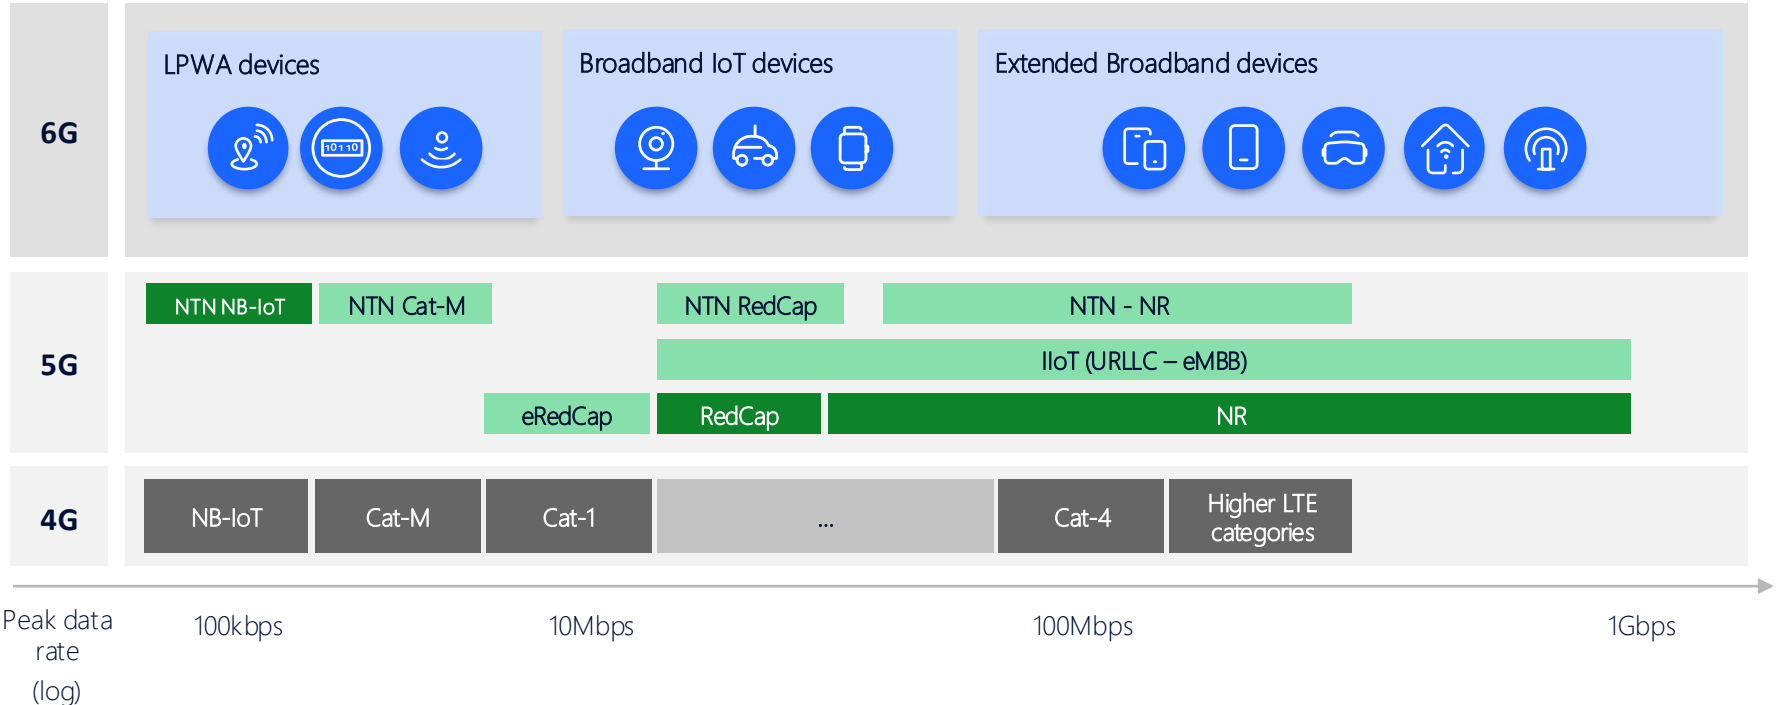 6G
LPWA devices
10110
Broadband IoT devices
Extended Broadband devices
5G
NTN NB-IoT
NTN Cat-M
NTN RedCap
NTN - NR
IIoT (URLLC – eMBB)
eRedCap
RedCap
NR
4G
NB-IoT
Cat-M
Cat-1
...
Cat-4
Higher LTE
categories
Peak data
rate
(log)
100kbps
10Mbps
100Mbps
1Gbps